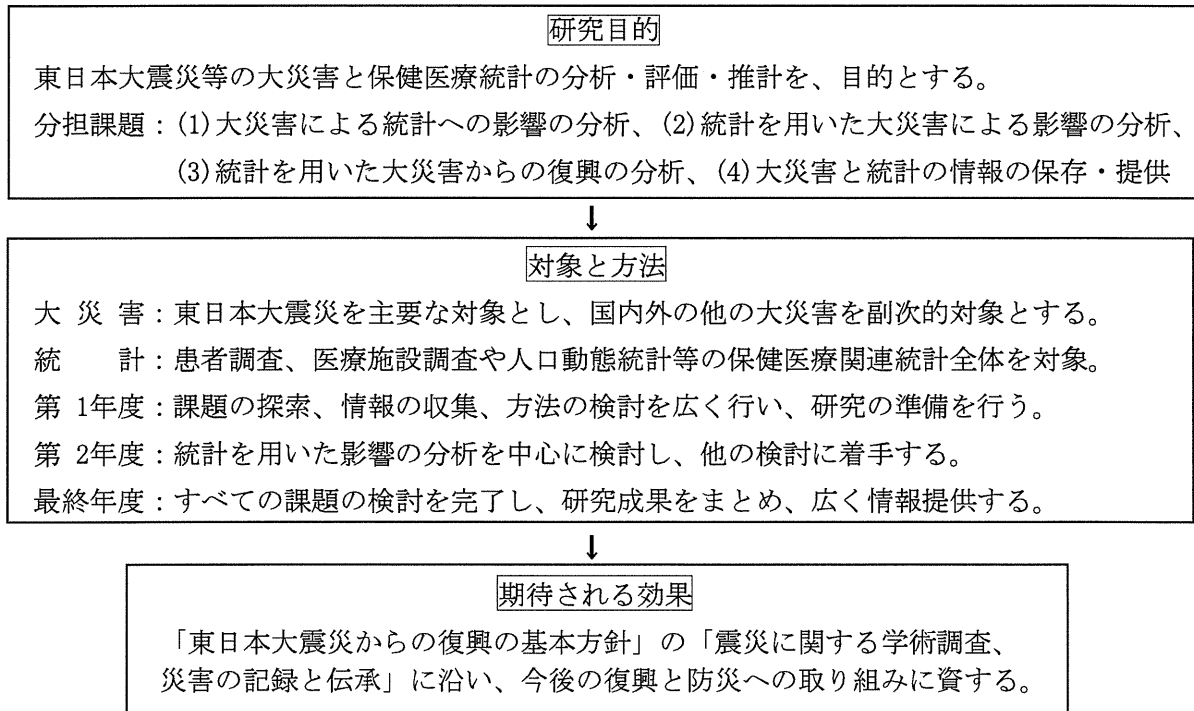 研究目的
東日本大震災等の大災害と保健医療統計の分析・評価・推計を、目的とする。
分担課題：(1)大災害による統計への影響の分析、(2)統計を用いた大災害による影響の分析、
(3)統計を用いた大災害からの復興の分析、(4)大災害と統計の情報の保存・提供
↓
対象と方法
大 災 害：東日本大震災を主要な対象とし、国内外の他の大災害を副次的対象とする。
統　　計：患者調査、医療施設調査や人口動態統計等の保健医療関連統計全体を対象。
第 1年度：課題の探索、情報の収集、方法の検討を広く行い、研究の準備を行う。
第 2年度：統計を用いた影響の分析を中心に検討し、他の検討に着手する。
最終年度：すべての課題の検討を完了し、研究成果をまとめ、広く情報提供する。
↓
期待される効果
「東日本大震災からの復興の基本方針」の「震災に関する学術調査、
災害の記録と伝承」に沿い、今後の復興と防災への取り組みに資する。